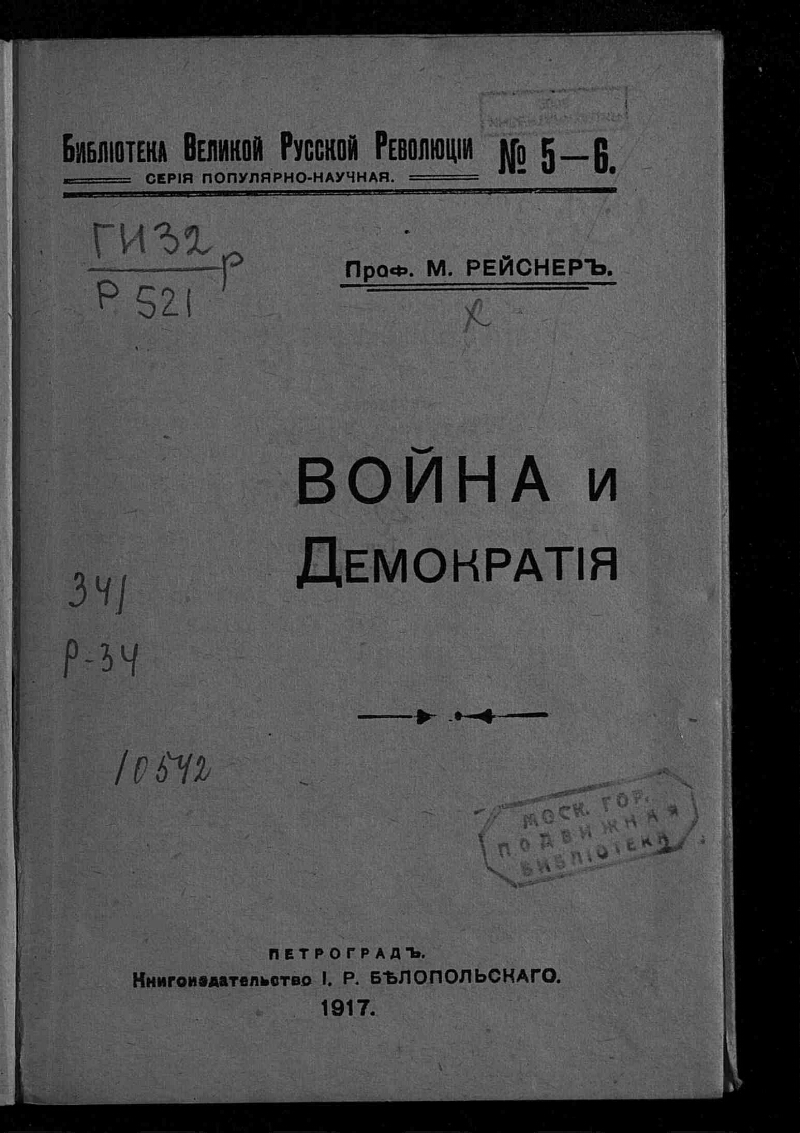 Библіотека Великой Русской Революціи № 5—6.
Серія популярно-научная.
ГИЗ2
Р
Р 521
Проф. М. РЕЙСНЕРЪ.
ВОЙНА и
Демократія
341
Р-34
10542
МОСК. ГОР.
ПОДВИЖНАЯ
БИБЛІОТЕКА
ПЕТРОГРАДЪ.
Книгоиздательство І. Р. БѢЛОПОЛЬСКАГО.
1917.